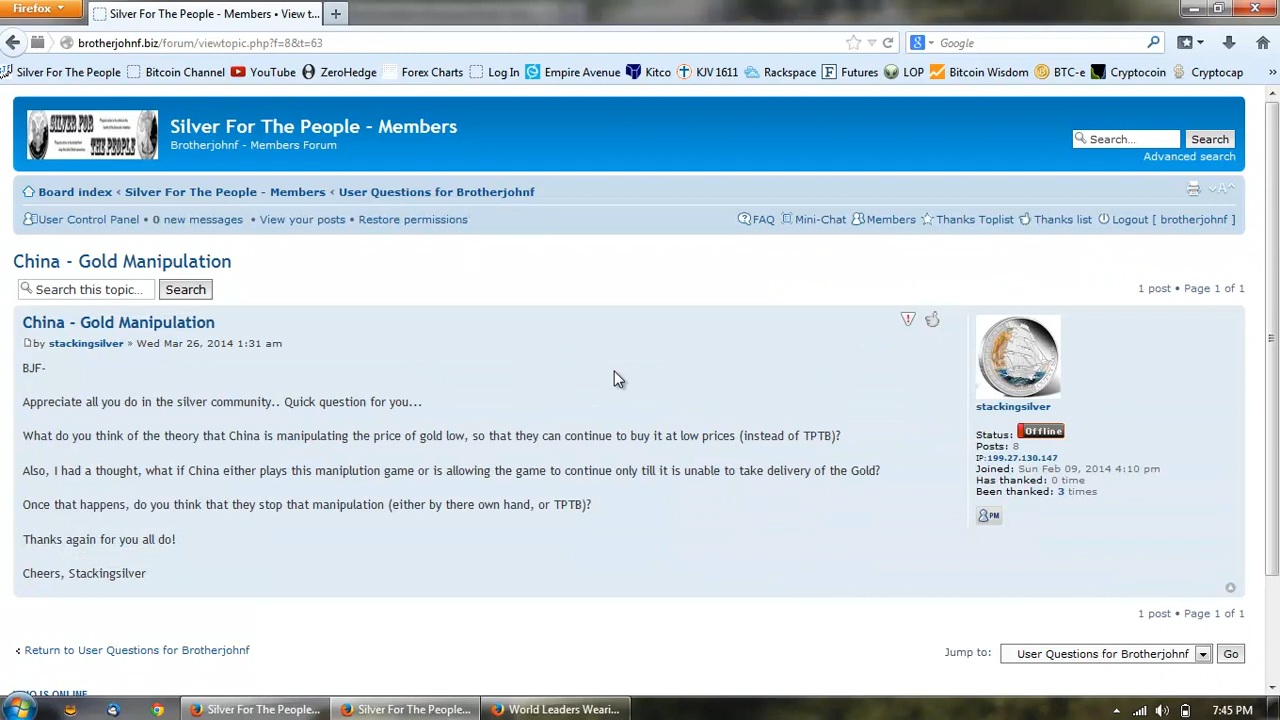 Firefox
Silver For The People - Members • View t...
brotherjohnf.biz/forum/viewtopic.php?f=8&t=63
Google
Silver For The People Bitcoin Channel YouTube ZeroHedge Forex Charts Log In Empire Avenue Kitco KJV 1611 Rackspace Futures LOP Bitcoin Wisdom BTC-e Cryptocoin Cryptocap »
SILVER FOR THE PEOPLE
Silver For The People - Members
Brotherjohnf - Members Forum
Search... Search
Advanced search
Board index ‹ Silver For The People - Members ‹ User Questions for Brotherjohnf
User Control Panel • 0 new messages • View your posts • Restore permissions
FAQ Mini-Chat Members Thanks Toplist Thanks list Logout [ brotherjohnf ]
China - Gold Manipulation
Search this topic... Search
1 post • Page 1 of 1
China - Gold Manipulation
by stackingsilver » Wed Mar 26, 2014 1:31 am
BJF-
Appreciate all you do in the silver community.. Quick question for you...
What do you think of the theory that China is manipulating the price of gold low, so that they can continue to buy it at low prices (instead of TPTB)?
Also, I had a thought, what if China either plays this maniplution game or is allowing the game to continue only till it is unable to take delivery of the Gold?
Once that happens, do you think that they stop that manipulation (either by there own hand, or TPTB)?
Thanks again for you all do!
Cheers, Stackingsilver
stackingsilver
Status: Offline
Posts: 8
IP:199.27.130.147
Joined: Sun Feb 09, 2014 4:10 pm
Has thanked: 0 time
Been thanked: 3 times
PM
1 post • Page 1 of 1
Return to User Questions for Brotherjohnf
Jump to: User Questions for Brotherjohnf Go
WHO IS ONLINE
Silver For The People... Silver For The People... World Leaders Weari...
7:45 PM